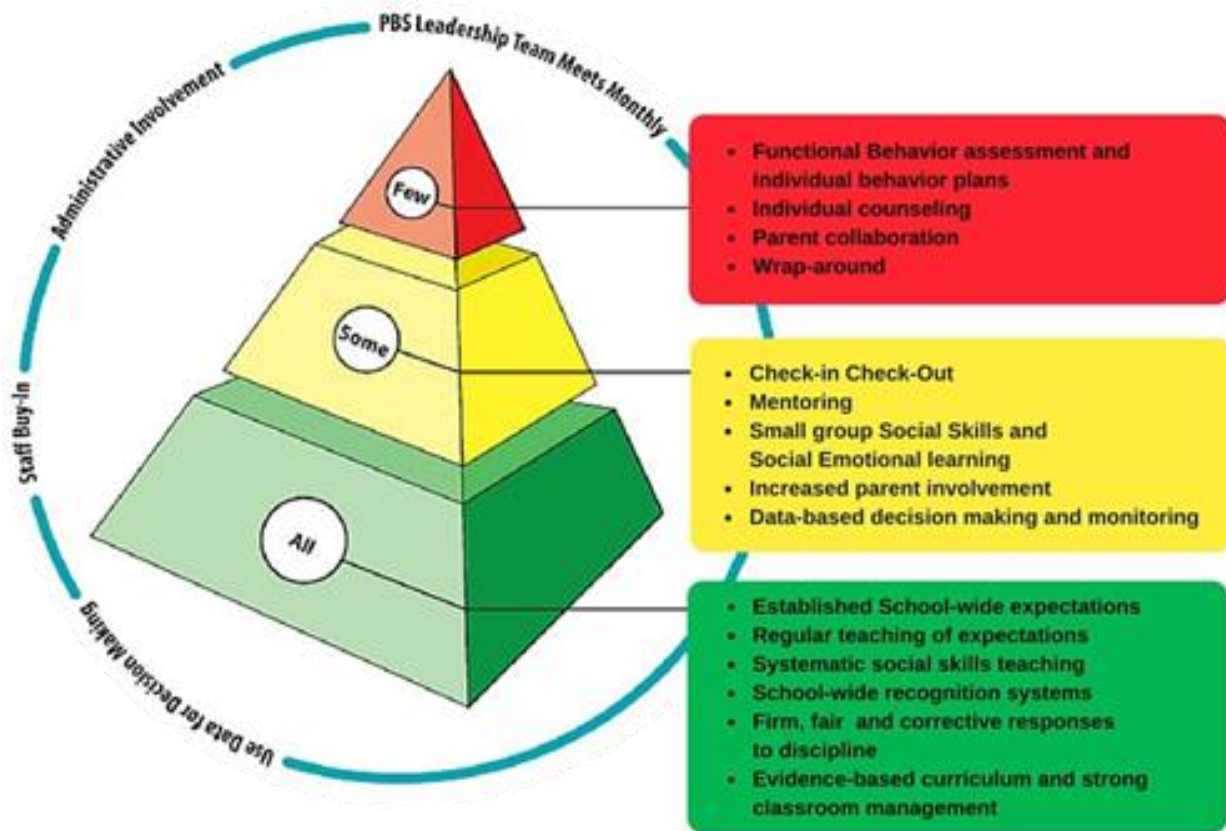 PBS Leadership Team Meets Monthly
Administrative Involvement
Staff Buy-In
Use Data for Decision Making
Few
• Functional Behavior assessment and
Individual behavior plans
• Individual counseling
• Parent collaboration
• Wrap-around
Some
• Check-in Check-Out
• Mentoring
• Small group Social Skills and
Social Emotional learning
• Increased parent involvement
• Data-based decision making and monitoring
All
• Established School-wide expectations
• Regular teaching of expectations
• Systematic social skills teaching
• School-wide recognition systems
• Firm, fair and corrective responses
to discipline
• Evidence-based curriculum and strong
classroom management